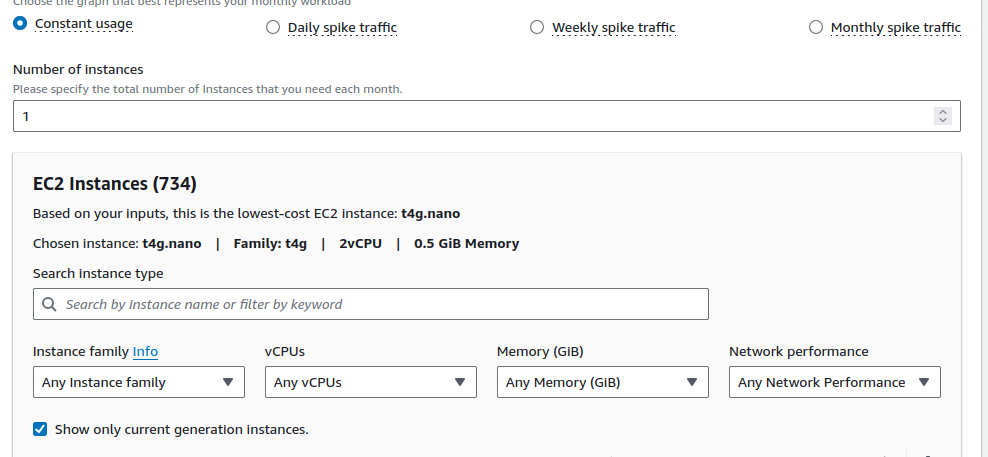 Choose the graph that best represents your monthly workload
Constant usage
Daily spike traffic
Weekly spike traffic
Monthly spike traffic
Number of instances
Please specify the total number of Instances that you need each month.
1
EC2 Instances (734)
Based on your inputs, this is the lowest-cost EC2 instance: t4g.nano
Chosen instance: t4g.nano | Family: t4g | 2vCPU | 0.5 GiB Memory
Search instance type
Search by instance name or filter by keyword
Instance family Info
vCPUs
Memory (GiB)
Network performance
Any Instance family
Any vCPUs
Any Memory (GiB)
Any Network Performance
Show only current generation instances.